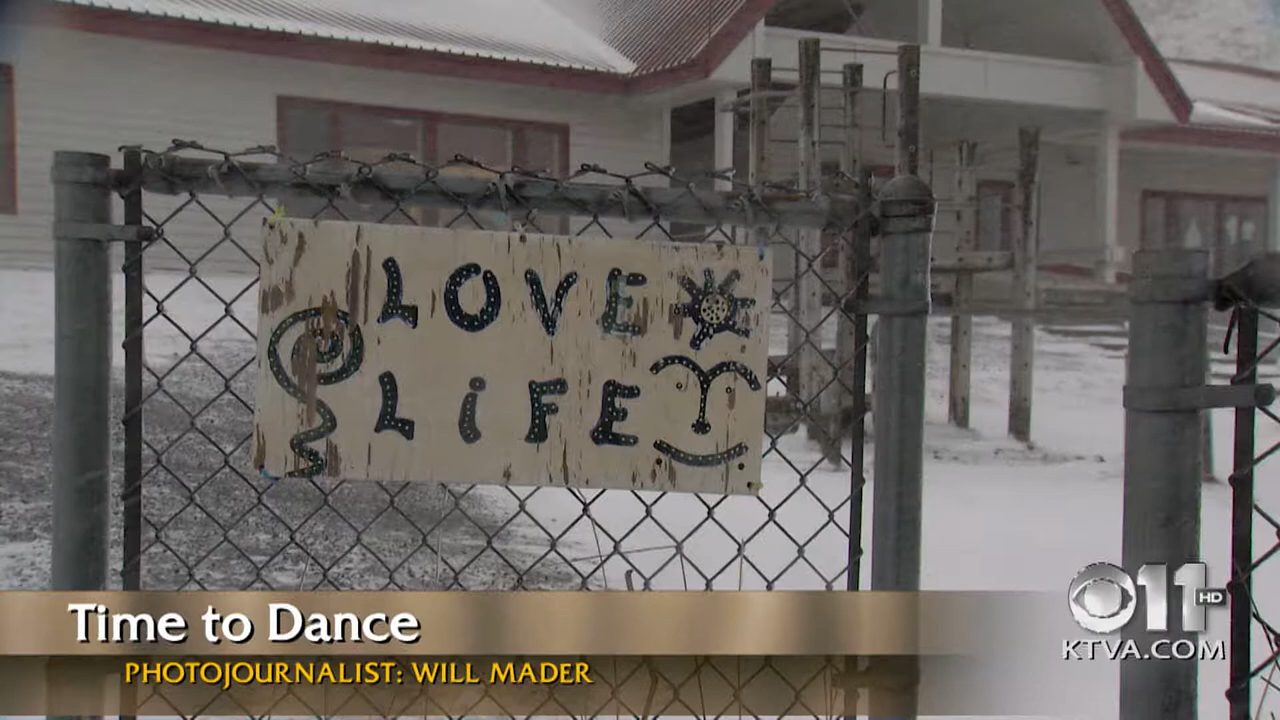 LOVE
LiFE
Time to Dance
PHOTOJOURNALIST: WILL MADER
11 HD
KTVA.COM